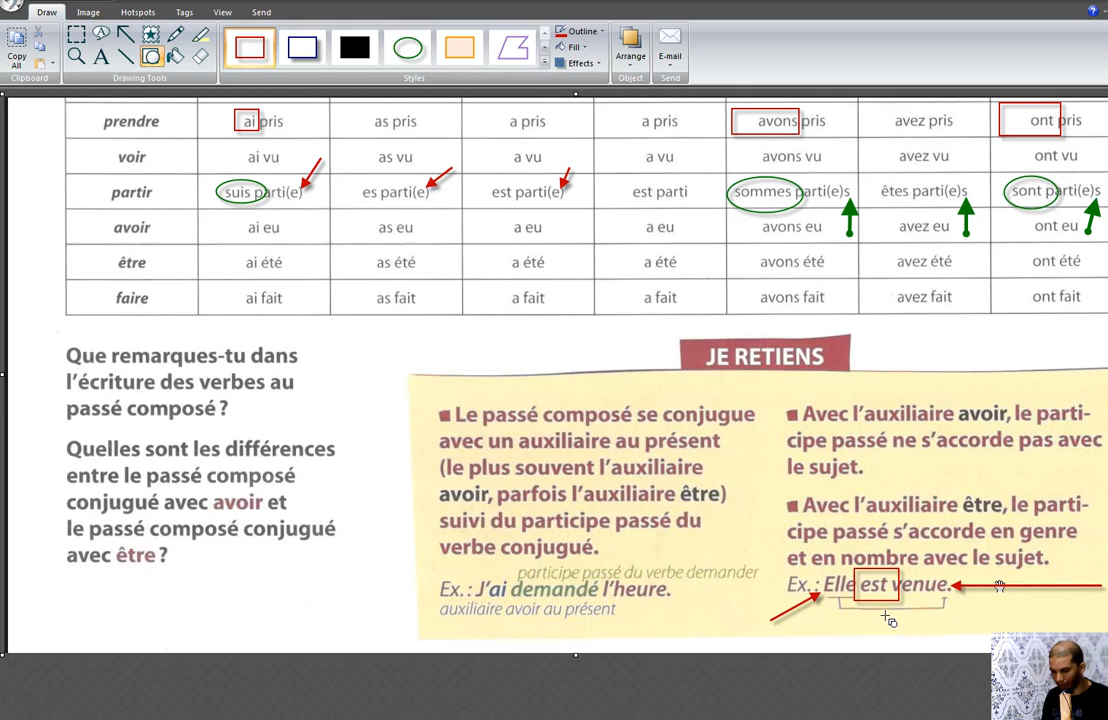 Draw Image Hotspots Tags View Send
Copy All
Outline
Fill
Effects
Arrange
E-mail
Clipboard Drawing Tools Styles Object Send
prendre ai pris as pris a pris a pris avons pris avez pris ont pris
voir ai vu as vu a vu a vu avons vu avez vu ont vu
partir suis parti(e) es parti(e) est parti(e) est parti sommes parti(e)s êtes parti(e)s sont parti(e)s
avoir ai eu as eu a eu a eu avons eu avez eu ont eu
être ai été as été a été a été avons été avez été ont été
faire ai fait as fait a fait a fait avons fait avez fait ont fait
Que remarques-tu dans
l'écriture des verbes au
passé composé ?
Quelles sont les différences
entre le passé composé
conjugué avec avoir et
le passé composé conjugué
avec être ?
JE RETIENS
Le passé composé se conjugue
avec un auxiliaire au présent
(le plus souvent l'auxiliaire
avoir, parfois l'auxiliaire être)
suivi du participe passé du
verbe conjugué.
participe passé du verbe demander
Ex. : J'ai demandé l'heure.
auxiliaire avoir au présent
Avec l'auxiliaire avoir, le parti-
cipe passé ne s'accorde pas avec
le sujet.
Avec l'auxiliaire être, le parti-
cipe passé s'accorde en genre
et en nombre avec le sujet.
Ex. : Elle est venue.